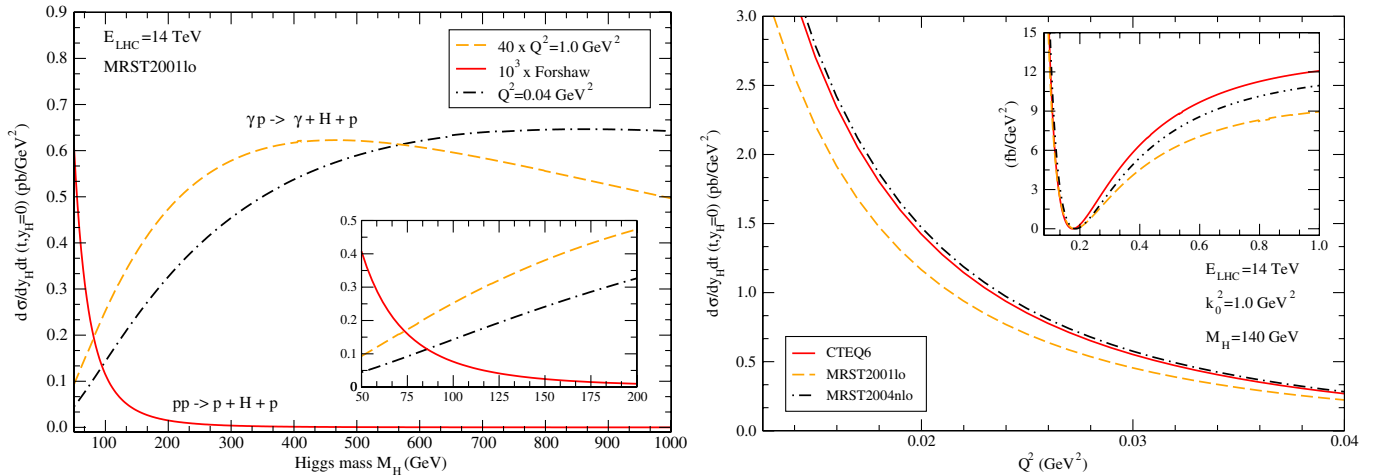 E_LHC=14 TeV
MRST2001lo
40 x Q^2=1.0 GeV^2
10^3 x Forshaw
Q^2=0.04 GeV^2
γ p -> γ + H + p
pp -> p + H + p
dσ/dy_H dt (t,y_H=0) (pb/GeV^2)
0.9
0.8
0.7
0.6
0.5
0.4
0.3
0.2
0.1
0.0
100 200 300 400 500 600 700 800 900 1000
Higgs mass M_H (GeV)
0.5
0.4
0.3
0.2
0.1
0
50 75 100 125 150 175 200
dσ/dy_H dt (t,y_H=0) (pb/GeV^2)
3.0
2.5
2.0
1.5
1.0
0.5
0.0
0.02 0.03 0.04
Q^2 (GeV^2)
(fb/GeV^2)
15
12
9
6
3
0
0.2 0.4 0.6 0.8 1.0
E_LHC=14 TeV
k_0^2=1.0 GeV^2
M_H=140 GeV
CTEQ6
MRST2001lo
MRST2004nlo